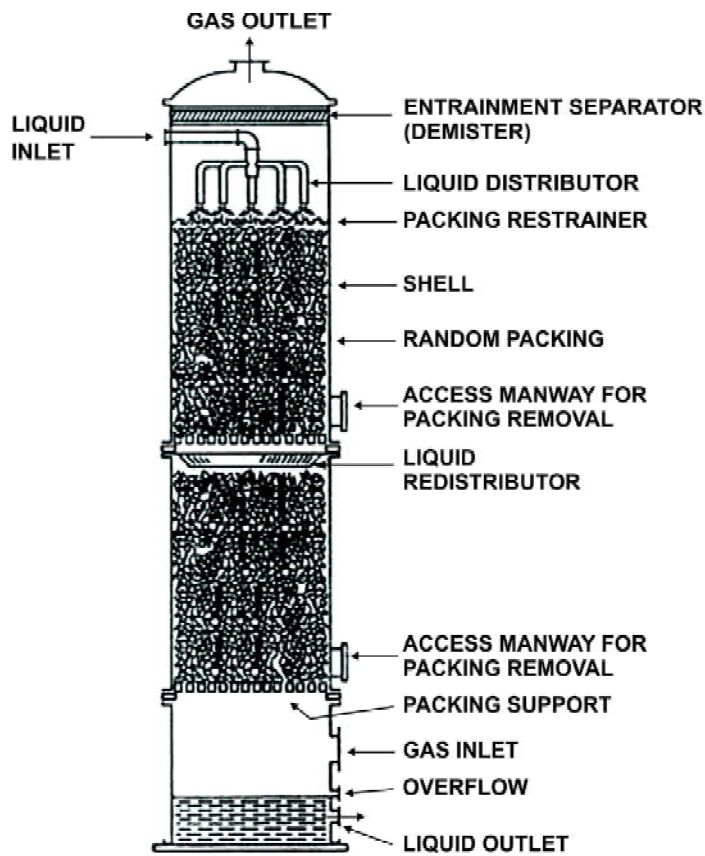 GAS OUTLET
ENTRAINMENT SEPARATOR
(DEMISTER)
LIQUID
INLET
LIQUID DISTRIBUTOR
PACKING RESTRAINER
SHELL
RANDOM PACKING
ACCESS MANWAY FOR
PACKING REMOVAL
LIQUID
REDISTRIBUTOR
ACCESS MANWAY FOR
PACKING REMOVAL
PACKING SUPPORT
GAS INLET
OVERFLOW
LIQUID OUTLET